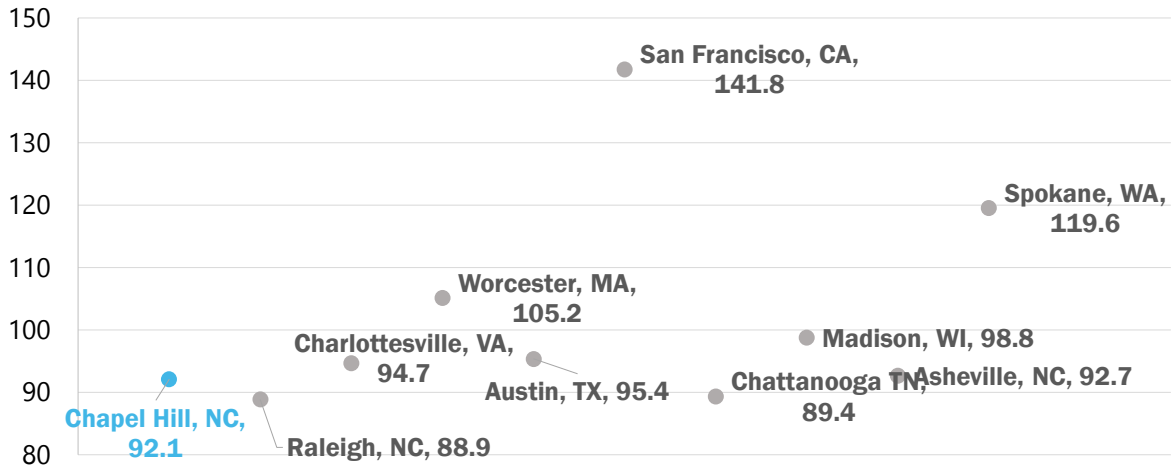 150
140
130
120
110
100
90
80
San Francisco, CA,
141.8
Spokane, WA,
119.6
Worcester, MA,
105.2
Charlottesville, VA,
94.7
Madison, WI, 98.8
Austin, TX, 95.4
Chattanooga TN,
89.4
Asheville, NC, 92.7
Chapel Hill, NC,
92.1
Raleigh, NC, 88.9